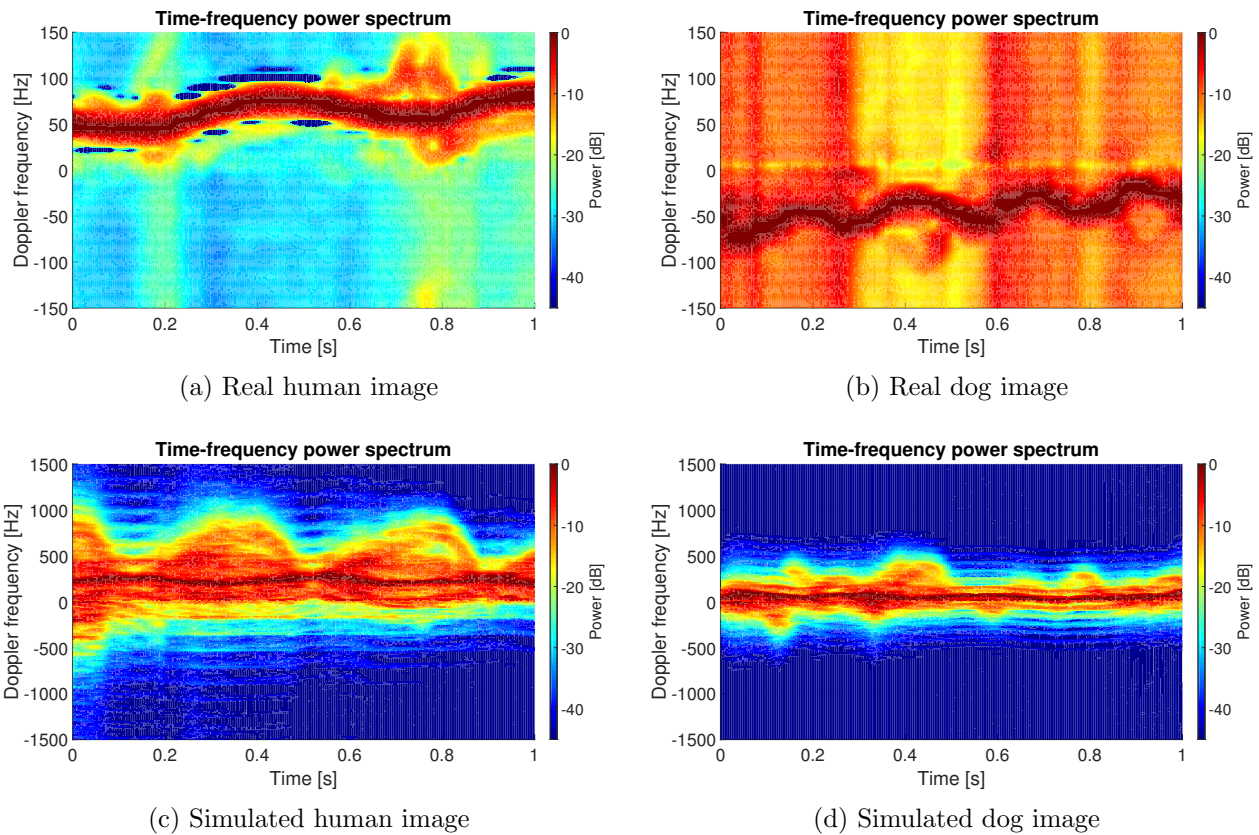 Time-frequency power spectrum
150
100
50
0
-50
-100
-150
Doppler frequency [Hz]
0 0.2 0.4 0.6 0.8 1
Time [s]
0
-10
-20
-30
-40
Power [dB]
(a) Real human image
Time-frequency power spectrum
150
100
50
0
-50
-100
-150
Doppler frequency [Hz]
0 0.2 0.4 0.6 0.8 1
Time [s]
0
-10
-20
-30
-40
Power [dB]
(b) Real dog image
Time-frequency power spectrum
1500
1000
500
0
-500
-1000
-1500
Doppler frequency [Hz]
0 0.2 0.4 0.6 0.8 1
Time [s]
0
-10
-20
-30
-40
Power [dB]
(c) Simulated human image
Time-frequency power spectrum
1500
1000
500
0
-500
-1000
-1500
Doppler frequency [Hz]
0 0.2 0.4 0.6 0.8 1
Time [s]
0
-10
-20
-30
-40
Power [dB]
(d) Simulated dog image